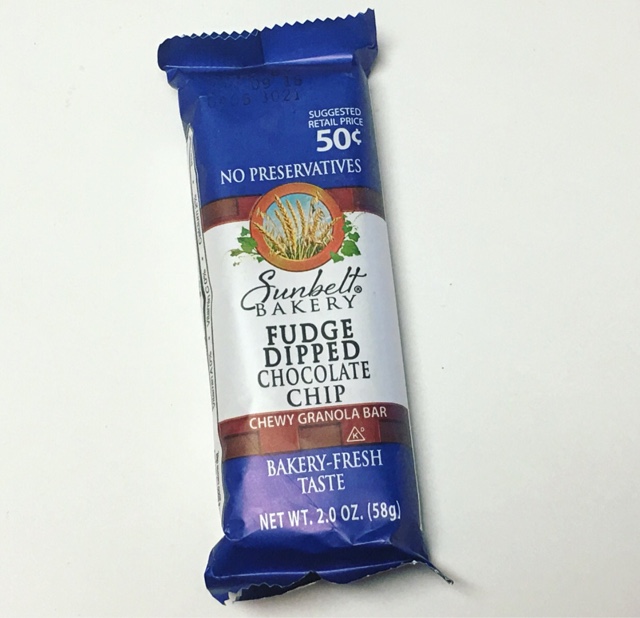 SUGGESTED
RETAIL PRICE
50¢
NO PRESERVATIVES
Sunbelt®
BAKERY
FUDGE
DIPPED
CHOCOLATE
CHIP
CHEWY GRANOLA BAR
K
BAKERY-FRESH
TASTE
NET WT. 2.0 OZ. (58g)